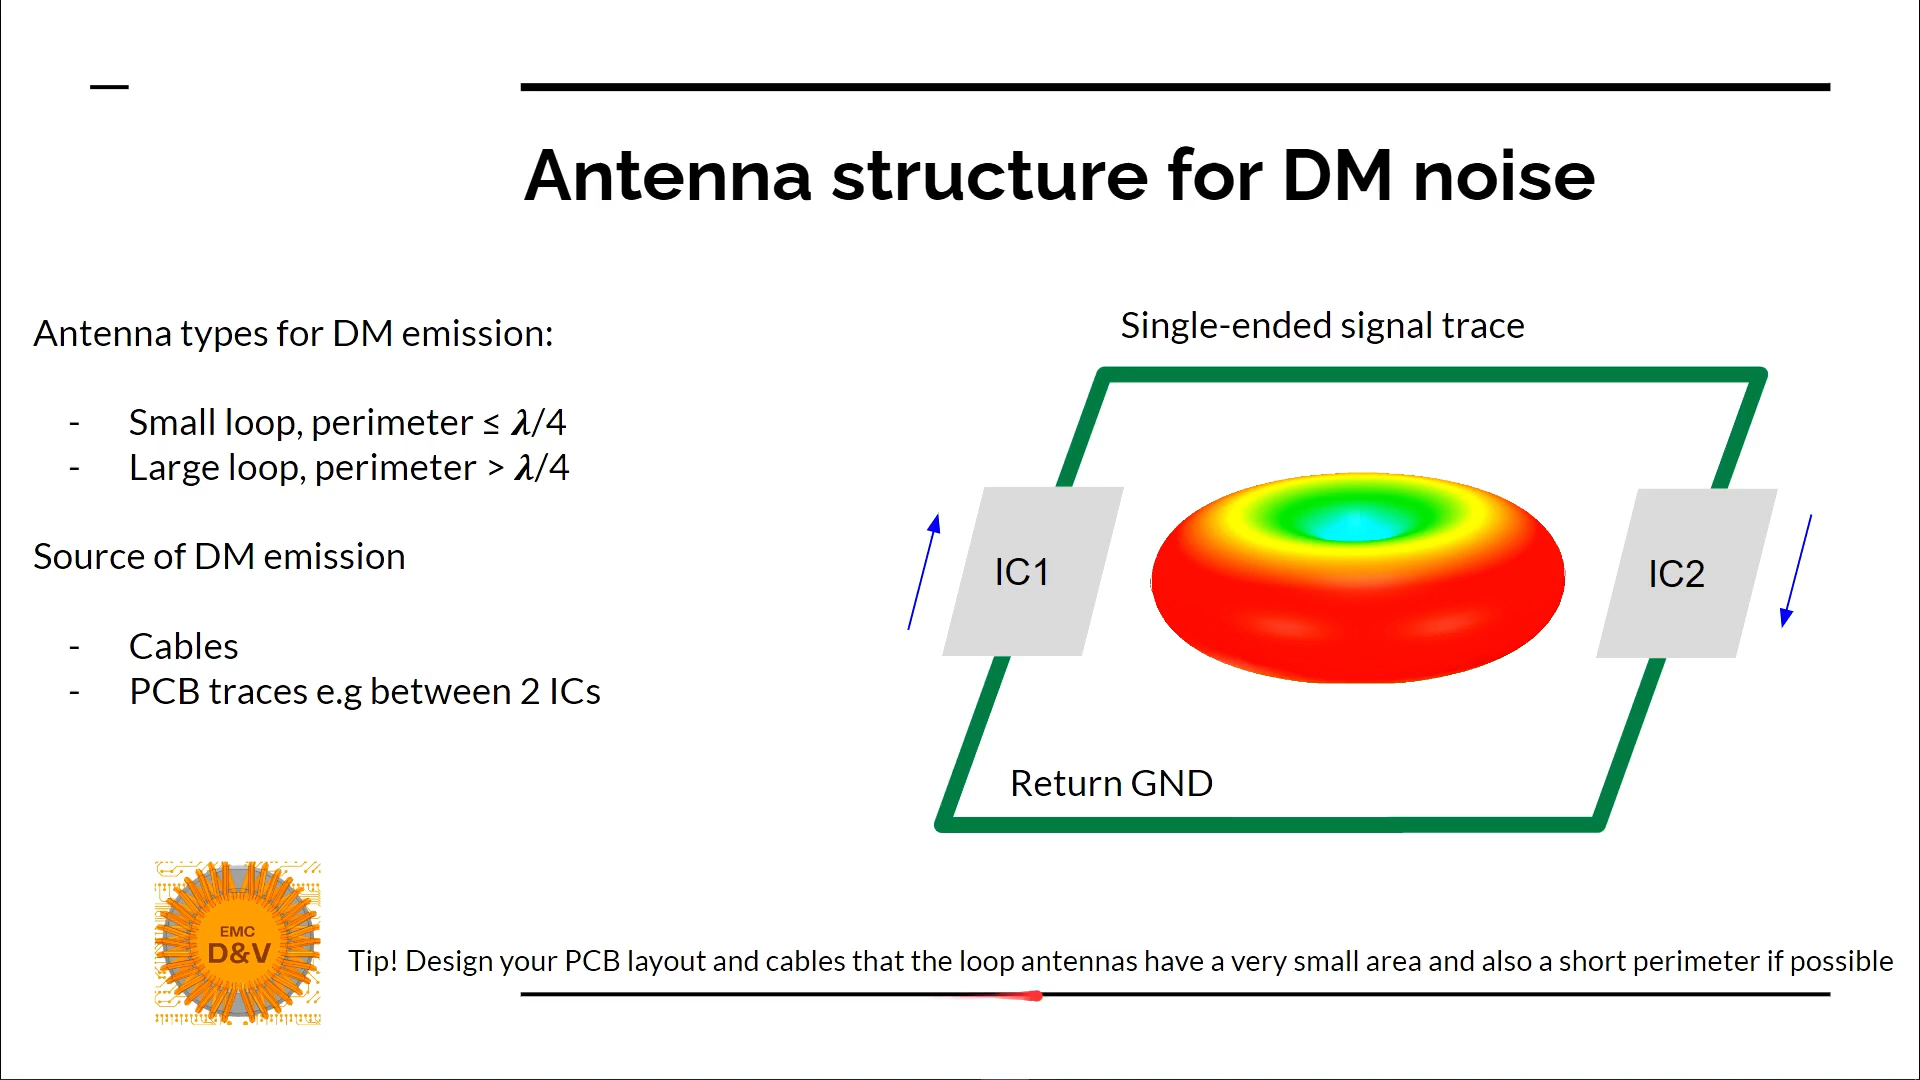 Antenna structure for DM noise
Antenna types for DM emission:
- Small loop, perimeter ≤ λ/4
- Large loop, perimeter > λ/4
Source of DM emission
- Cables
- PCB traces e.g between 2 ICs
Single-ended signal trace
IC1
IC2
Return GND
EMC
D&V
Tip! Design your PCB layout and cables that the loop antennas have a very small area and also a short perimeter if possible